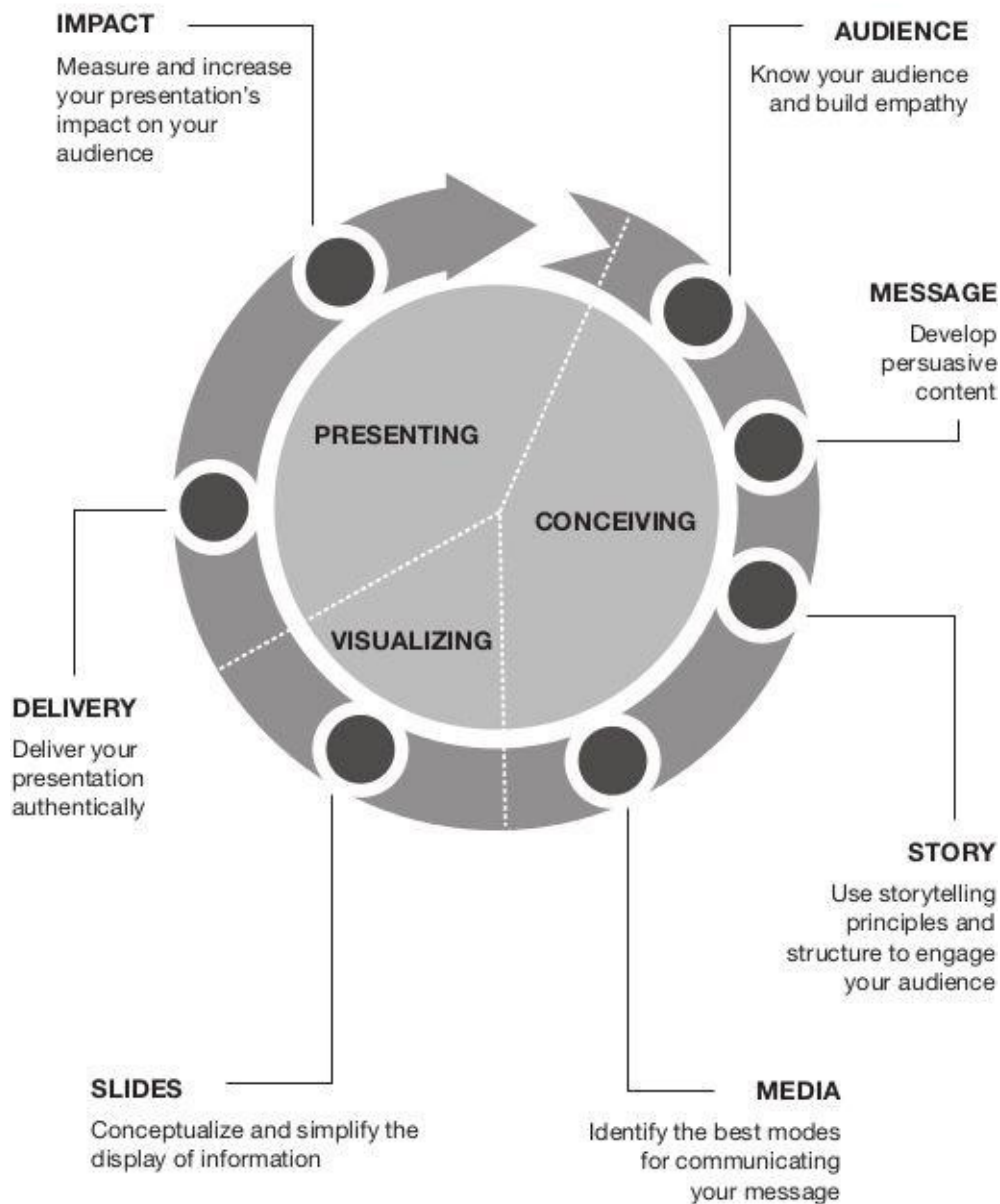 IMPACT
Measure and increase
your presentation’s
impact on your
audience
AUDIENCE
Know your audience
and build empathy
MESSAGE
Develop
persuasive
content
PRESENTING
CONCEIVING
VISUALIZING
DELIVERY
Deliver your
presentation
authentically
STORY
Use storytelling
principles and
structure to engage
your audience
SLIDES
Conceptualize and simplify the
display of information
MEDIA
Identify the best modes
for communicating
your message